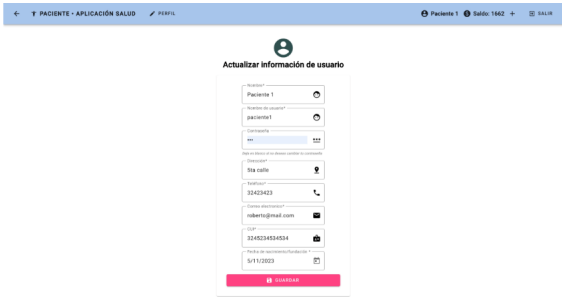 PACIENTE - APLICACIÓN SALUD PERFIL Paciente 1 Saldo: 1662 + SALIR
Actualizar información de usuario
Nombre*
Paciente 1
Nombre de usuario*
paciente1
Contraseña
•••
Deje en blanco si no desea cambiar la contraseña
Dirección*
5ta calle
Teléfono*
32423423
Correo electrónico*
roberto@mail.com
CUI*
3245234534534
Fecha de nacimiento/fundación *
5/11/2023
GUARDAR